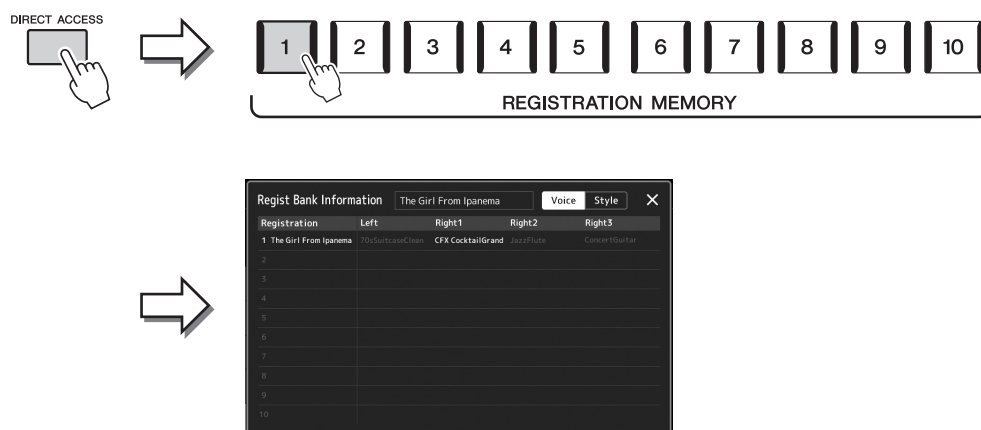 DIRECT ACCESS
1 2 3 4 5 6 7 8 9 10
REGISTRATION MEMORY
Regist Bank Information The Girl From Ipanema Voice Style ×
Registration Left Right1 Right2 Right3
1 The Girl From Ipanema 70sSuitcaseClean CFX CocktailGrand JazzFlute ConcertGuitar
2
3
4
5
6
7
8
9
10